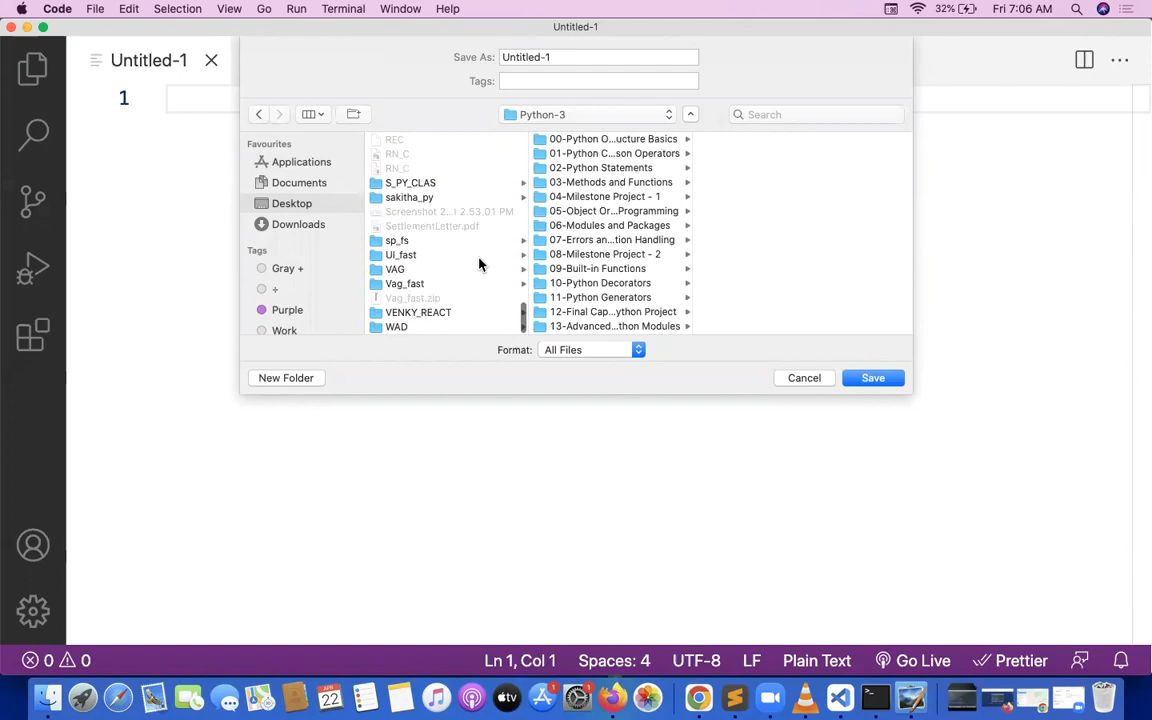 Code File Edit Selection View Go Run Terminal Window Help 32% Fri 7:06 AM
Untitled-1
Untitled-1
Save As: Untitled-1
Tags:
1
Python-3
Search
Favourites
Applications
Documents
Desktop
Downloads
Tags
Gray +
+
Purple
Work
REC
RN_C
RN_C
S_PY_CLAS
sakitha_py
Screenshot 2...t 2.53.01 PM
SettlementLetter.pdf
sp_fs
UI_fast
VAG
Vag_fast
Vag_fast.zip
VENKY_REACT
WAD
00-Python O...ucture Basics
01-Python C...son Operators
02-Python Statements
03-Methods and Functions
04-Milestone Project - 1
05-Object Or...Programming
06-Modules and Packages
07-Errors an...tion Handling
08-Milestone Project - 2
09-Built-in Functions
10-Python Decorators
11-Python Generators
12-Final Cap...ython Project
13-Advanced...thon Modules
Format: All Files
New Folder Cancel Save
0 0 Ln 1, Col 1 Spaces: 4 UTF-8 LF Plain Text Go Live Prettier
APR
22
tv
1
1